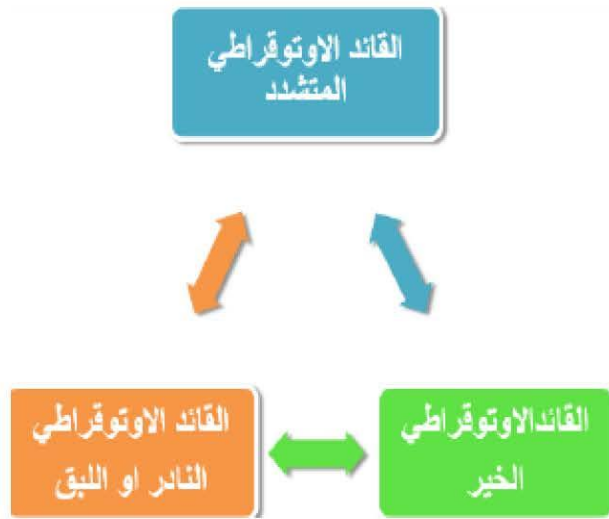 القائد الاوتوقراطي
المتشدد
القائدالاوتوقراطي
الخير
القائد الاوتوقراطي
النادر او اللبق